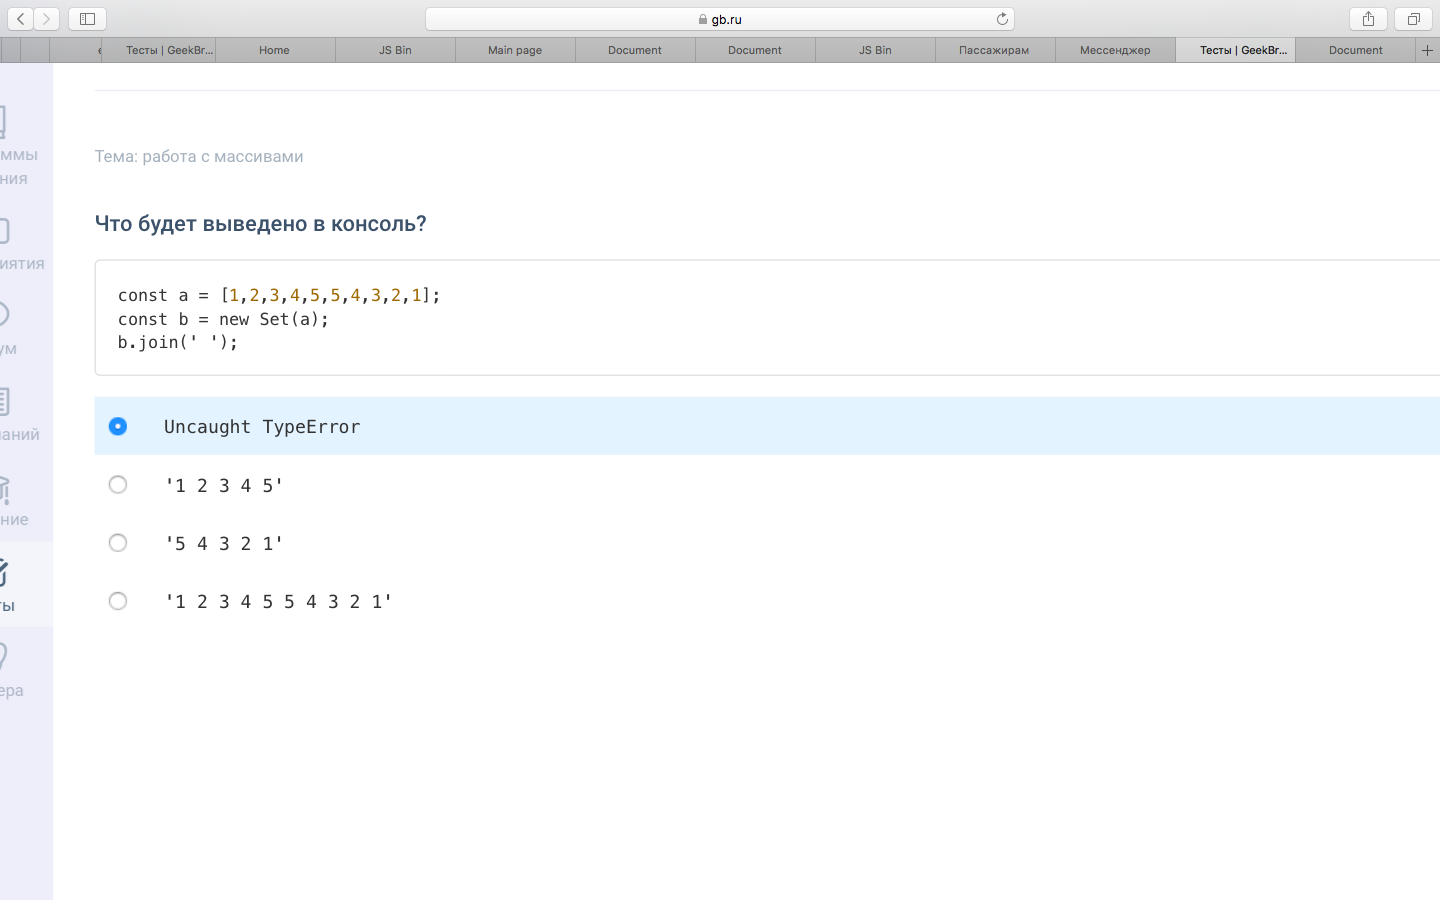 gb.ru
Тесты | GeekBr...
Home
JS Bin
Main page
Document
Document
JS Bin
Пассажирам
Мессенджер
Тесты | GeekBr...
Document
ммы
ния
иятия
ум
аний
ние
ты
ера
Тема: работа с массивами
Что будет выведено в консоль?
const a = [1,2,3,4,5,5,4,3,2,1];
const b = new Set(a);
b.join(' ');
Uncaught TypeError
'1 2 3 4 5'
'5 4 3 2 1'
'1 2 3 4 5 5 4 3 2 1'